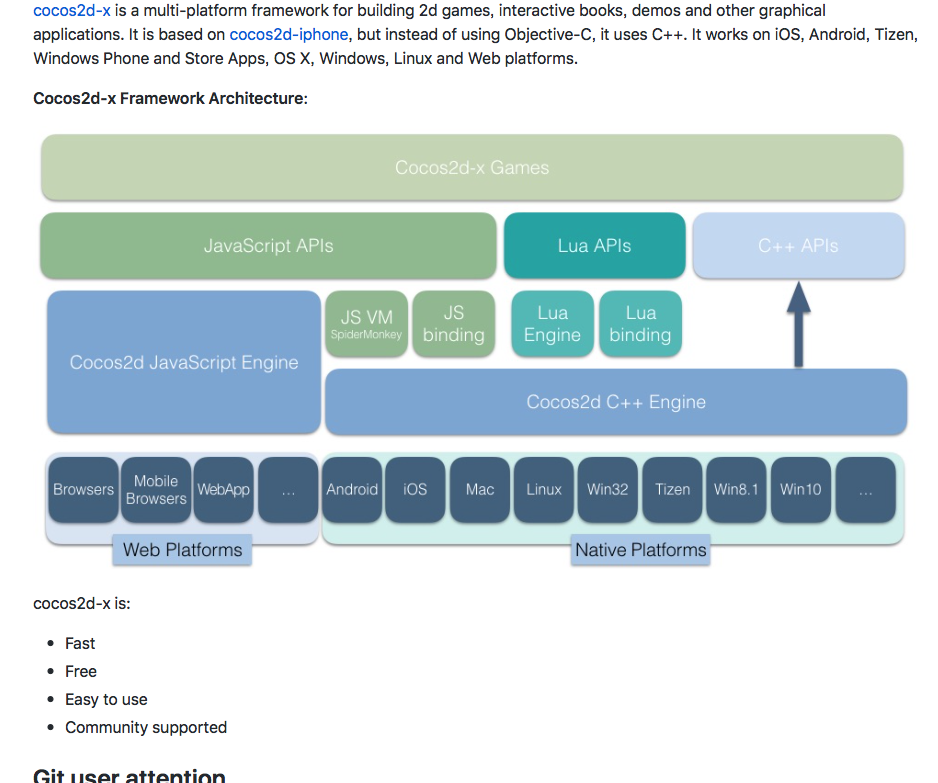 cocos2d-x is a multi-platform framework for building 2d games, interactive books, demos and other graphical
applications. It is based on cocos2d-iphone, but instead of using Objective-C, it uses C++. It works on iOS, Android, Tizen,
Windows Phone and Store Apps, OS X, Windows, Linux and Web platforms.
Cocos2d-x Framework Architecture:
Cocos2d-x Games
JavaScript APIs
Lua APIs
C++ APIs
Cocos2d JavaScript Engine
JS VM
SpiderMonkey
JS
binding
Lua
Engine
Lua
binding
Cocos2d C++ Engine
Browsers
Mobile
Browsers
WebApp
...
Android
iOS
Mac
Linux
Win32
Tizen
Win8.1
Win10
...
Web Platforms
Native Platforms
cocos2d-x is:
• Fast
• Free
• Easy to use
• Community supported
Git user attention